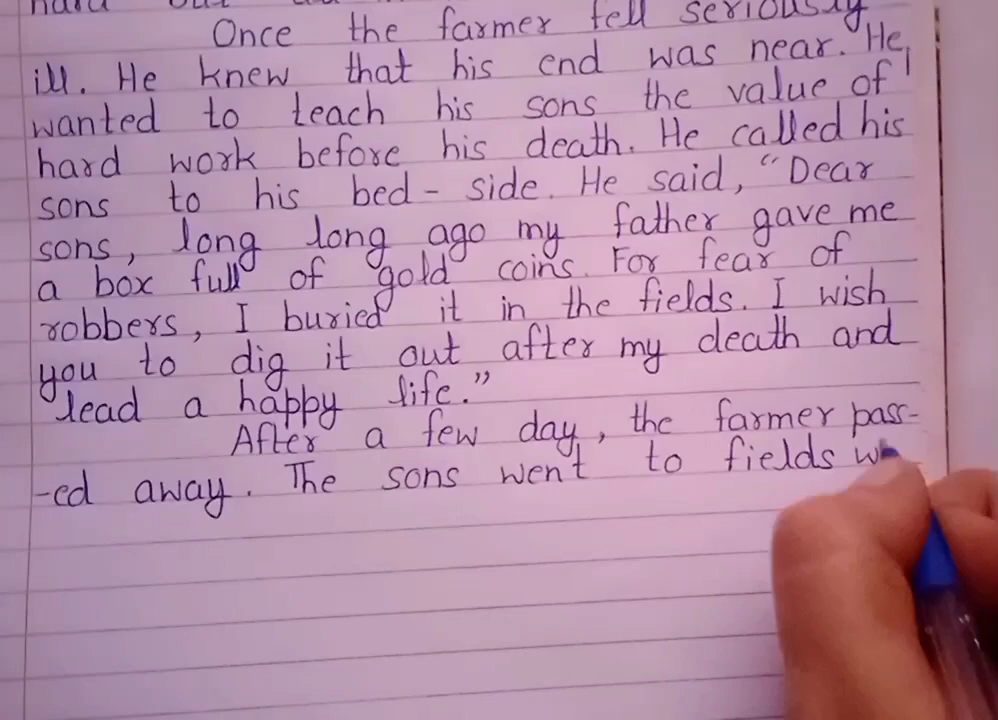 Once the farmer fell seriously
ill. He knew that his end was near. He
wanted to teach his sons the value of
hard work before his death. He called his
sons to his bed - side. He said, "Dear
sons, long long ago my father gave me
a box full of gold coins. For fear of
robbers, I buried it in the fields. I wish
you to dig it out after my death and
lead a happy life."
After a few day, the farmer pass-
-ed away. The sons went to fields w